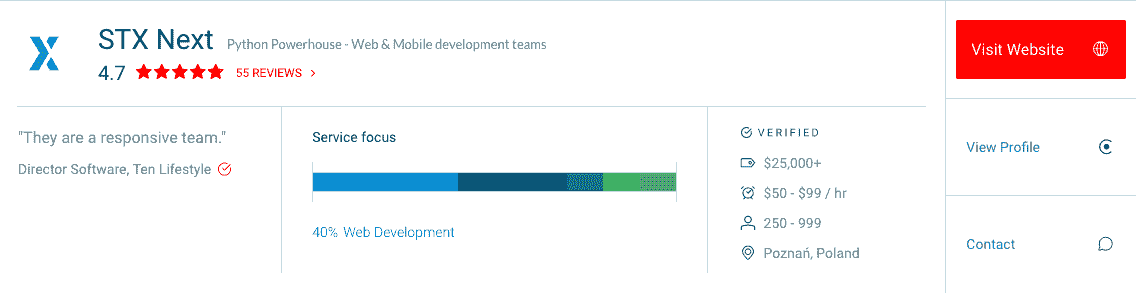 STX Next Python Powerhouse - Web & Mobile development teams
4.7 55 REVIEWS
Visit Website
"They are a responsive team."
Director Software, Ten Lifestyle
Service focus
40% Web Development
VERIFIED
$25,000+
$50 - $99 / hr
250 - 999
Poznań, Poland
View Profile
Contact